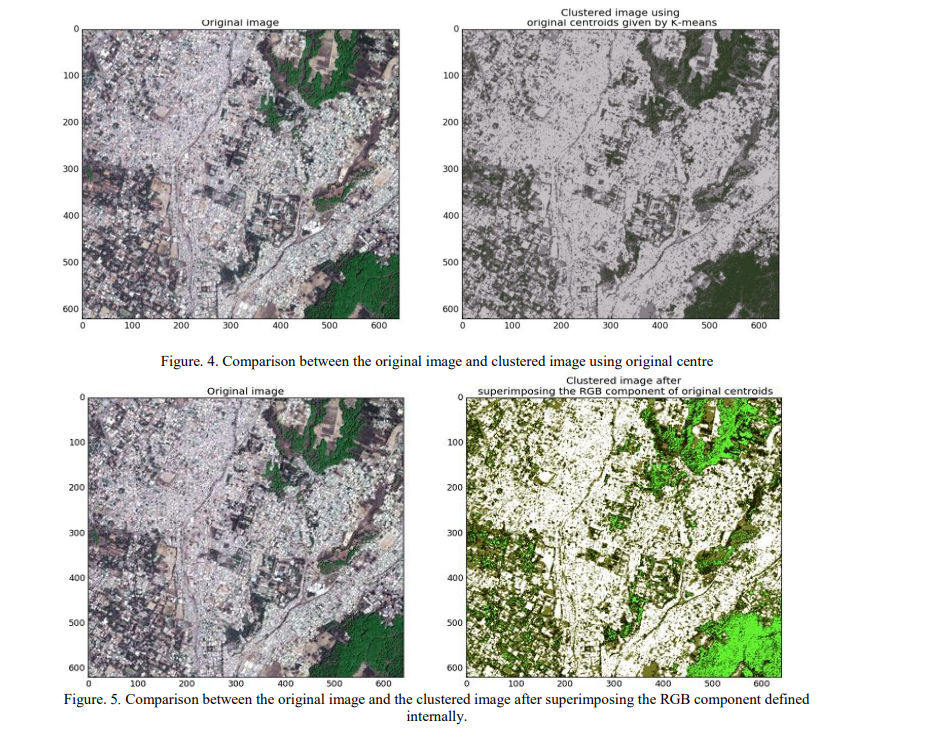 Original image
Clustered image using
original centroids given by K-means
0
100
200
300
400
500
600
0 100 200 300 400 500 600
0
100
200
300
400
500
600
0 100 200 300 400 500 600
Figure. 4. Comparison between the original image and clustered image using original centre
Original image
Clustered image after
superimposing the RGB component of original centroids
0
100
200
300
400
500
600
0 100 200 300 400 500 600
0
100
200
300
400
500
600
0 100 200 300 400 500 600
Figure. 5. Comparison between the original image and the clustered image after superimposing the RGB component defined
internally.